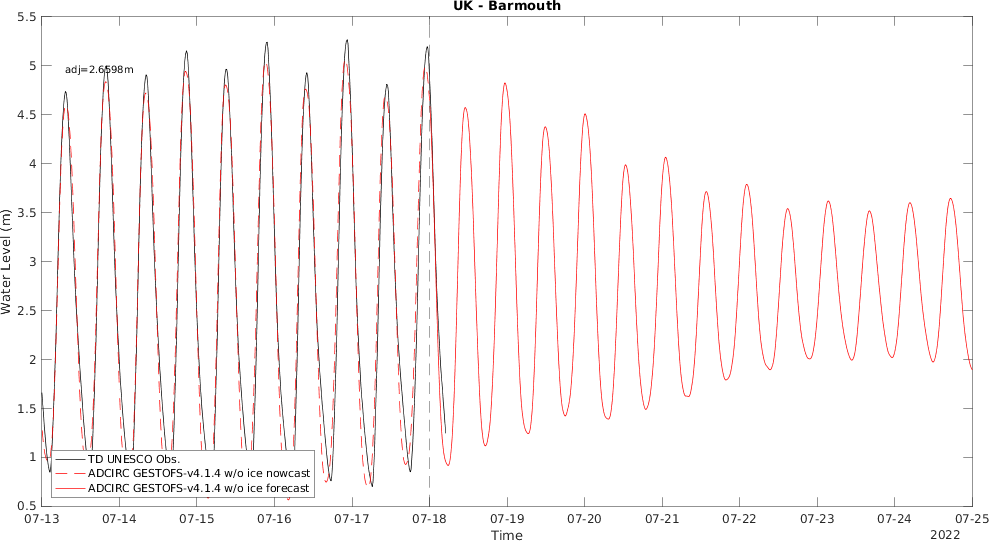 UK - Barmouth
adj=2.6598m
Water Level (m)
5.5
5
4.5
4
3.5
3
2.5
2
1.5
1
0.5
TD UNESCO Obs.
ADCIRC GESTOFS-v4.1.4 w/o ice nowcast
ADCIRC GESTOFS-v4.1.4 w/o ice forecast
07-13 07-14 07-15 07-16 07-17 07-18 07-19 07-20 07-21 07-22 07-23 07-24 07-25
Time
2022